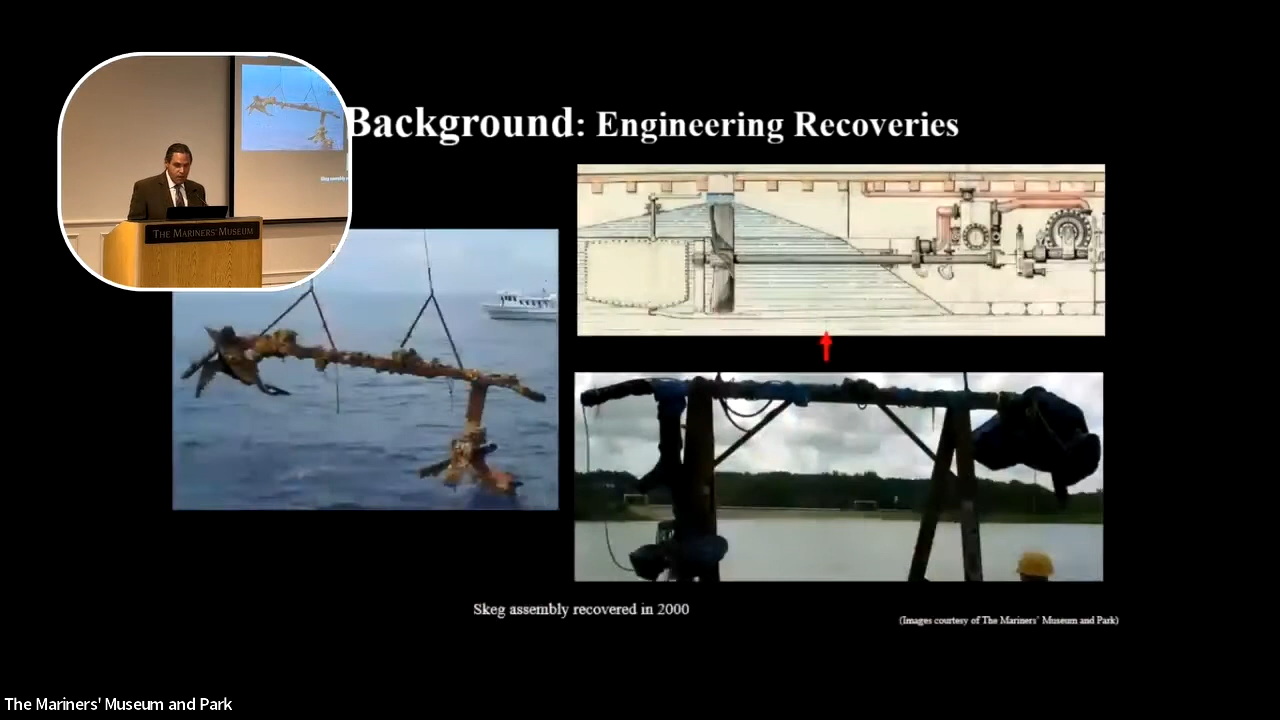 Background: Engineering Recoveries
THE MARINERS' MUSEUM
Skeg assembly recovered in 2000
(Images courtesy of The Mariners' Museum and Park)
The Mariners' Museum and Park